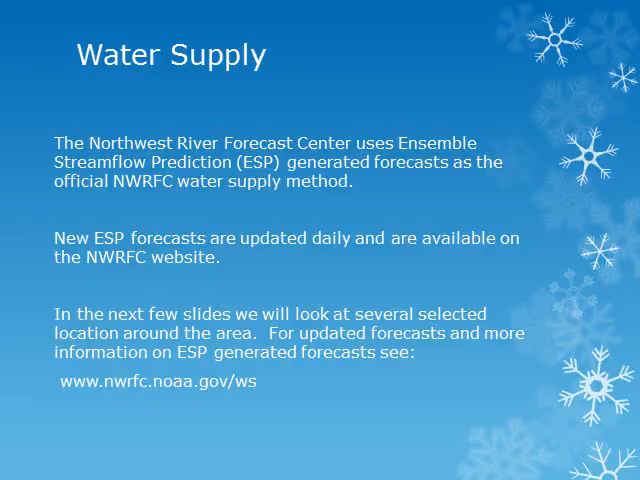 Water Supply
The Northwest River Forecast Center uses Ensemble
Streamflow Prediction (ESP) generated forecasts as the
official NWRFC water supply method.
New ESP forecasts are updated daily and are available on
the NWRFC website.
In the next few slides we will look at several selected
location around the area.  For updated forecasts and more
information on ESP generated forecasts see:
www.nwrfc.noaa.gov/ws